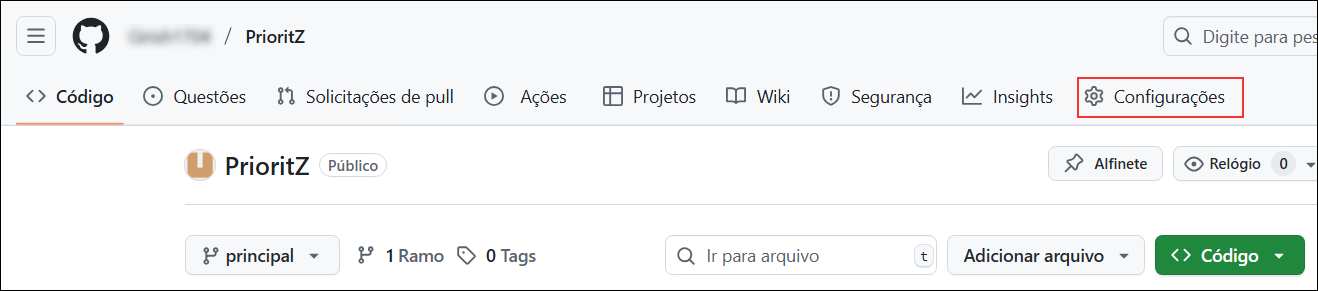 / PrioritZ Digite para pes
Código Questões Solicitações de pull Ações Projetos Wiki Segurança Insights Configurações
PrioritZ Público Alfinete Relógio 0
principal 1 Ramo 0 Tags Ir para arquivo t Adicionar arquivo Código